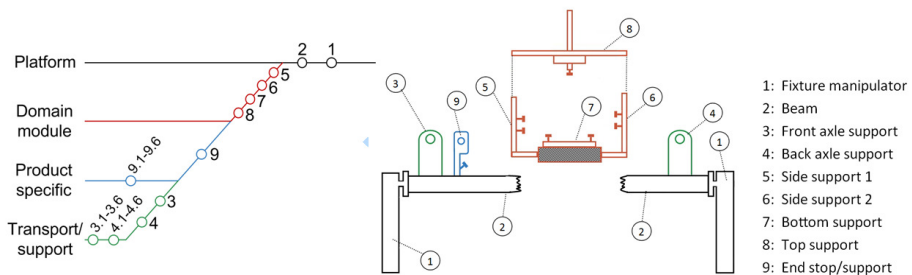 Platform
2
1
5
6
7
8
Domain
module
9
Product
specific
9.1-9.6
3
4
Transport/
support
3.1-3.6
4.1-4.6
8
3
9
5
7
6
4
1
2
2
1
1: Fixture manipulator
2: Beam
3: Front axle support
4: Back axle support
5: Side support 1
6: Side support 2
7: Bottom support
8: Top support
9: End stop/support